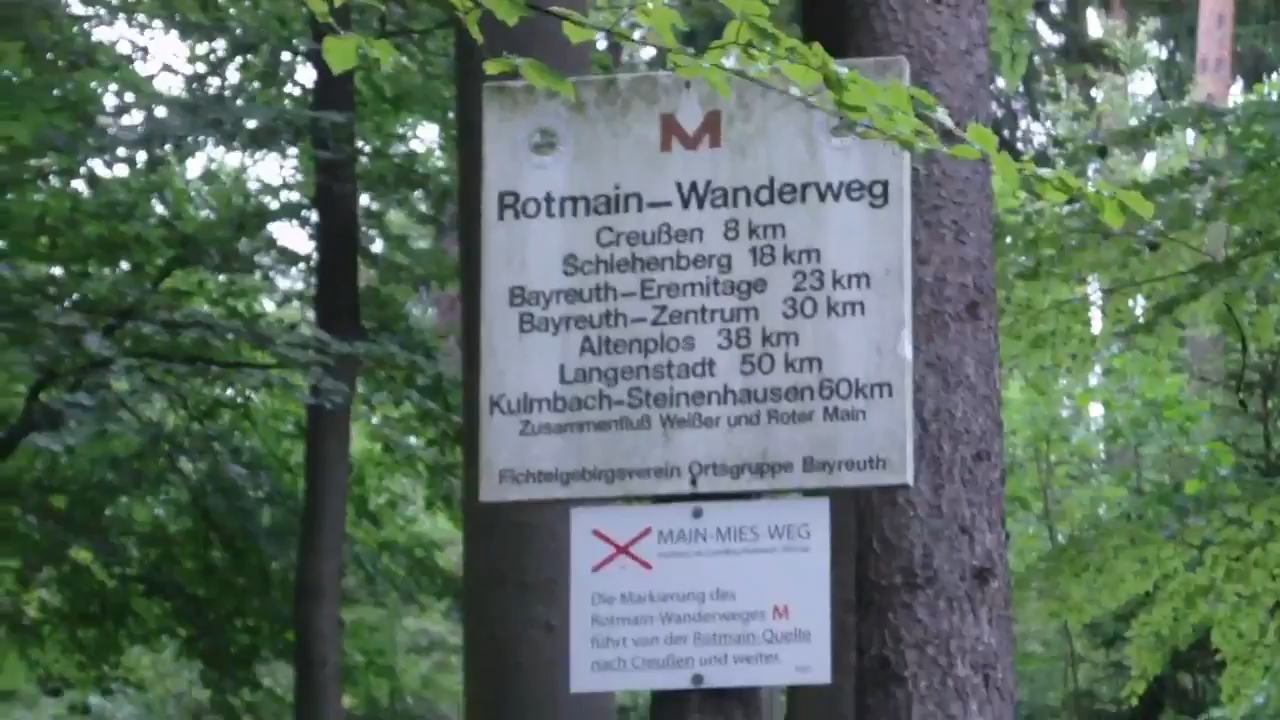 M
Rotmain-Wanderweg
Creußen 8 km
Schlehenberg 18 km
Bayreuth-Eremitage 23 km
Bayreuth-Zentrum 30 km
Altenplos 38 km
Langenstadt 50 km
Kulmbach-Steinenhausen 60km
Zusammenfluß Weißer und Roter Main
Fichtelgebirgsverein Ortsgruppe Bayreuth
MAIN-MIES-WEG
Die Markierung des
Rotmain-Wanderweges M
führt von der Rotmain-Quelle
nach Creußen und weiter.